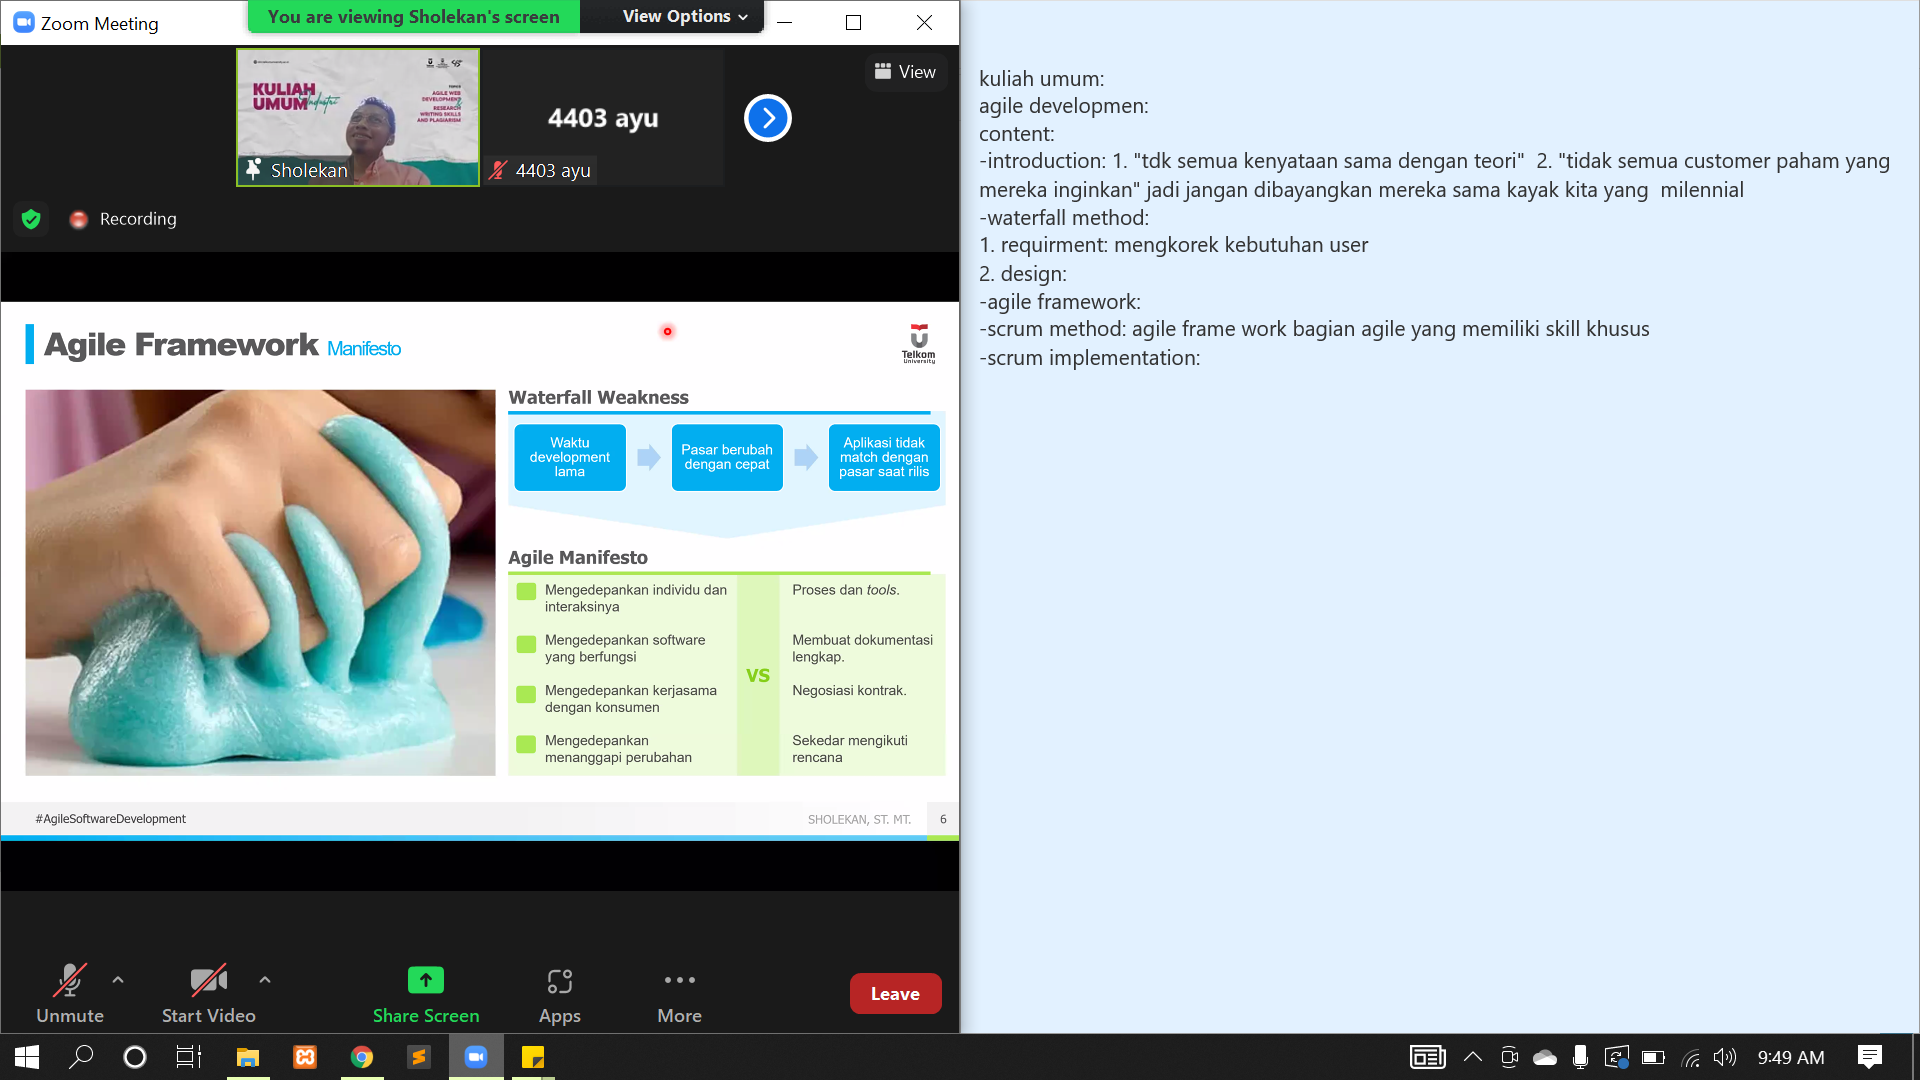 Zoom Meeting
You are viewing Sholekan's screen
View Options
KULIAH
UMUM
Industri
AGILE WEB
DEVELOPMENT
RESEARCH
WRITING SKILLS
AND PLAGIARISM
Sholekan
4403 ayu
4403 ayu
View
Recording
Agile Framework Manifesto
Telkom
University
Waterfall Weakness
Waktu
development
lama
Pasar berubah
dengan cepat
Aplikasi tidak
match dengan
pasar saat rilis
Agile Manifesto
Mengedepankan individu dan
interaksinya
Proses dan tools.
Mengedepankan software
yang berfungsi
Membuat dokumentasi
lengkap.
VS
Mengedepankan kerjasama
dengan konsumen
Negosiasi kontrak.
Mengedepankan
menanggapi perubahan
Sekedar mengikuti
rencana
#AgileSoftwareDevelopment
SHOLEKAN, ST. MT.
6
Unmute
Start Video
Share Screen
Apps
More
Leave
kuliah umum:
agile developmen:
content:
-introduction: 1. "tdk semua kenyataan sama dengan teori"  2. "tidak semua customer paham yang
mereka inginkan" jadi jangan dibayangkan mereka sama kayak kita yang  milennial
-waterfall method:
1. requirment: mengkorek kebutuhan user
2. design:
-agile framework:
-scrum method: agile frame work bagian agile yang memiliki skill khusus
-scrum implementation:
9:49 AM